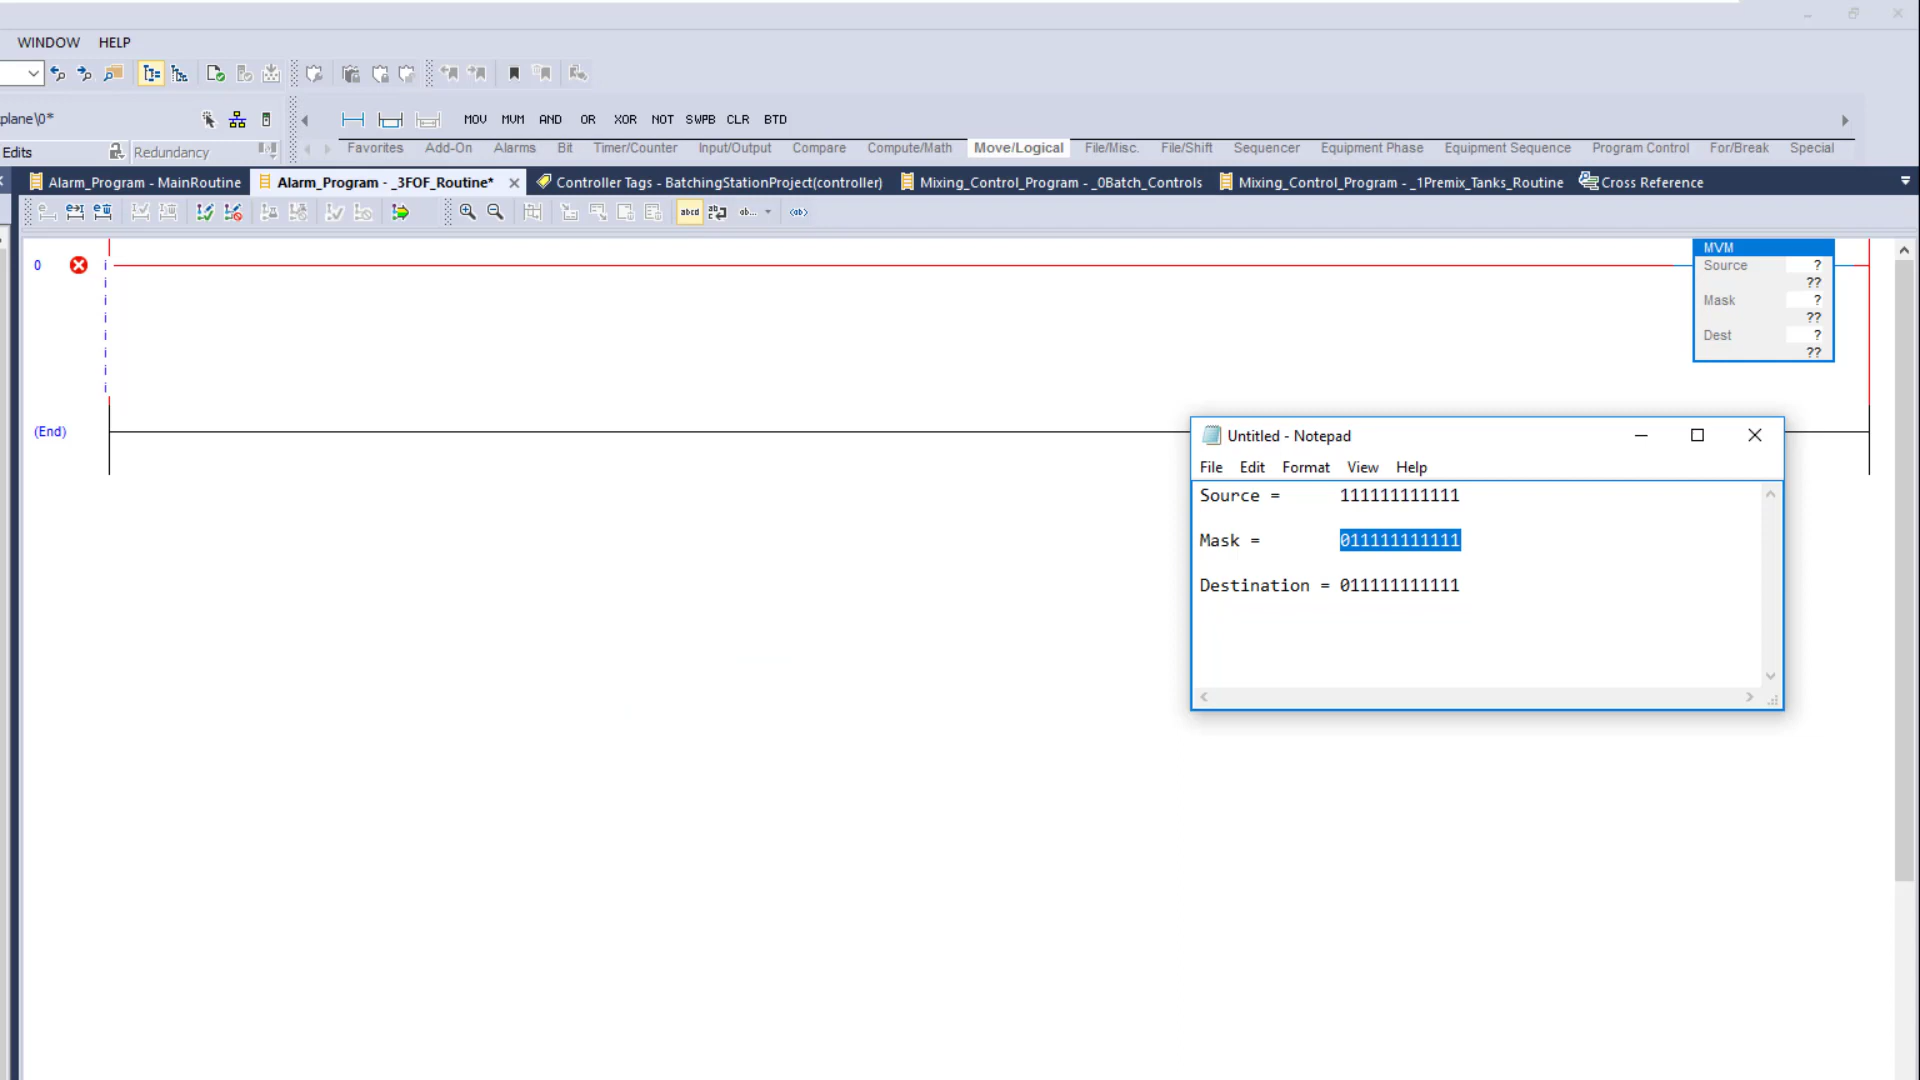 WINDOW HELP
plane\0*
MOV MVM AND OR XOR NOT SWPB CLR BTD
Edits Redundancy Favorites Add-On Alarms Bit Timer/Counter Input/Output Compare Compute/Math Move/Logical File/Misc. File/Shift Sequencer Equipment Phase Equipment Sequence Program Control For/Break Special
Alarm_Program - MainRoutine Alarm_Program - _3FOF_Routine* Controller Tags - BatchingStationProject(controller) Mixing_Control_Program - _0Batch_Controls Mixing_Control_Program - _1Premix_Tanks_Routine Cross Reference
abcd ab... <ab>
MVM
0 i Source ?
i ??
i Mask ?
i ??
i Dest ?
i ??
i
i
(End)
Untitled - Notepad
File Edit Format View Help
Source = 111111111111
Mask = 011111111111
Destination = 011111111111